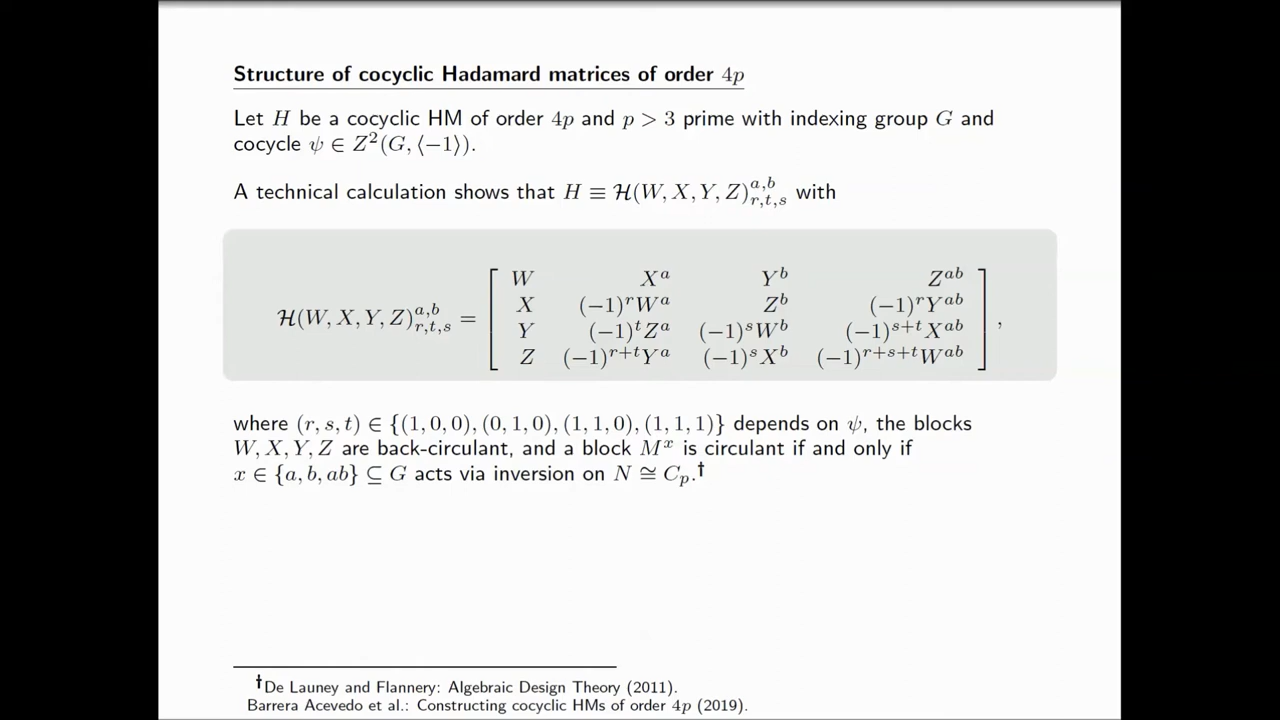 Structure of cocyclic Hadamard matrices of order 4p
Let H be a cocyclic HM of order 4p and p > 3 prime with indexing group G and
cocycle ψ ∈ Z²(G, ⟨−1⟩).
A technical calculation shows that H ≡ ℋ(W, X, Y, Z)^{a,b}_{r,t,s} with
ℋ(W, X, Y, Z)^{a,b}_{r,t,s} = [ W X^a Y^b Z^{ab}
X (−1)^r W^a Z^b (−1)^r Y^{ab}
Y (−1)^t Z^a (−1)^s W^b (−1)^{s+t} X^{ab}
Z (−1)^{r+t} Y^a (−1)^s X^b (−1)^{r+s+t} W^{ab} ],
where (r, s, t) ∈ {(1, 0, 0), (0, 1, 0), (1, 1, 0), (1, 1, 1)} depends on ψ, the blocks
W, X, Y, Z are back-circulant, and a block M^x is circulant if and only if
x ∈ {a, b, ab} ⊆ G acts via inversion on N ≅ C_p.†
†De Launey and Flannery: Algebraic Design Theory (2011).
Barrera Acevedo et al.: Constructing cocyclic HMs of order 4p (2019).